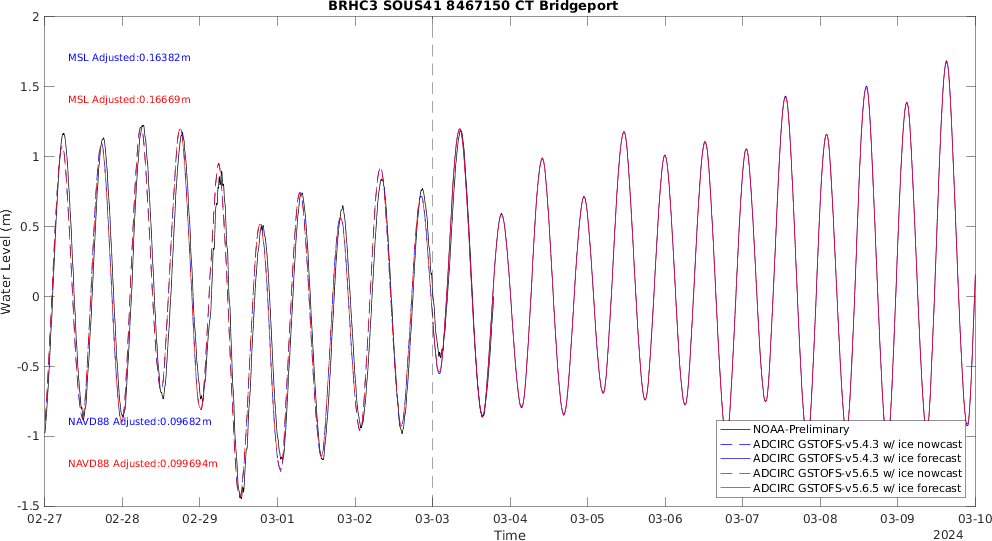 BRHC3 SOUS41 8467150 CT Bridgeport
2
1.5
1
0.5
0
-0.5
-1
-1.5
Water Level (m)
MSL Adjusted:0.16382m
MSL Adjusted:0.16669m
NAVD88 Adjusted:0.09682m
NAVD88 Adjusted:0.099694m
NOAA-Preliminary
ADCIRC GSTOFS-v5.4.3 w/ ice nowcast
ADCIRC GSTOFS-v5.4.3 w/ ice forecast
ADCIRC GSTOFS-v5.6.5 w/ ice nowcast
ADCIRC GSTOFS-v5.6.5 w/ ice forecast
02-27 02-28 02-29 03-01 03-02 03-03 03-04 03-05 03-06 03-07 03-08 03-09 03-10
Time
2024